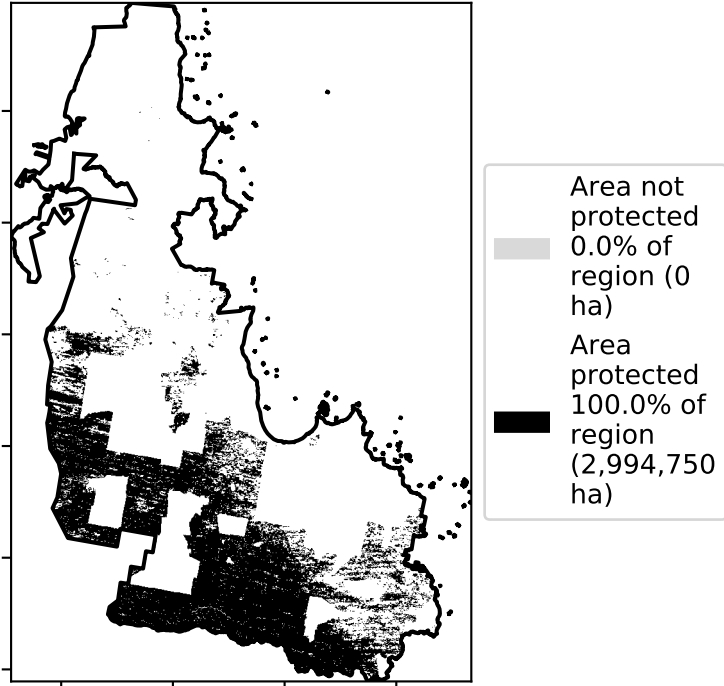 Area not
protected
0.0% of
region (0
ha)
Area
protected
100.0% of
region
(2,994,750
ha)